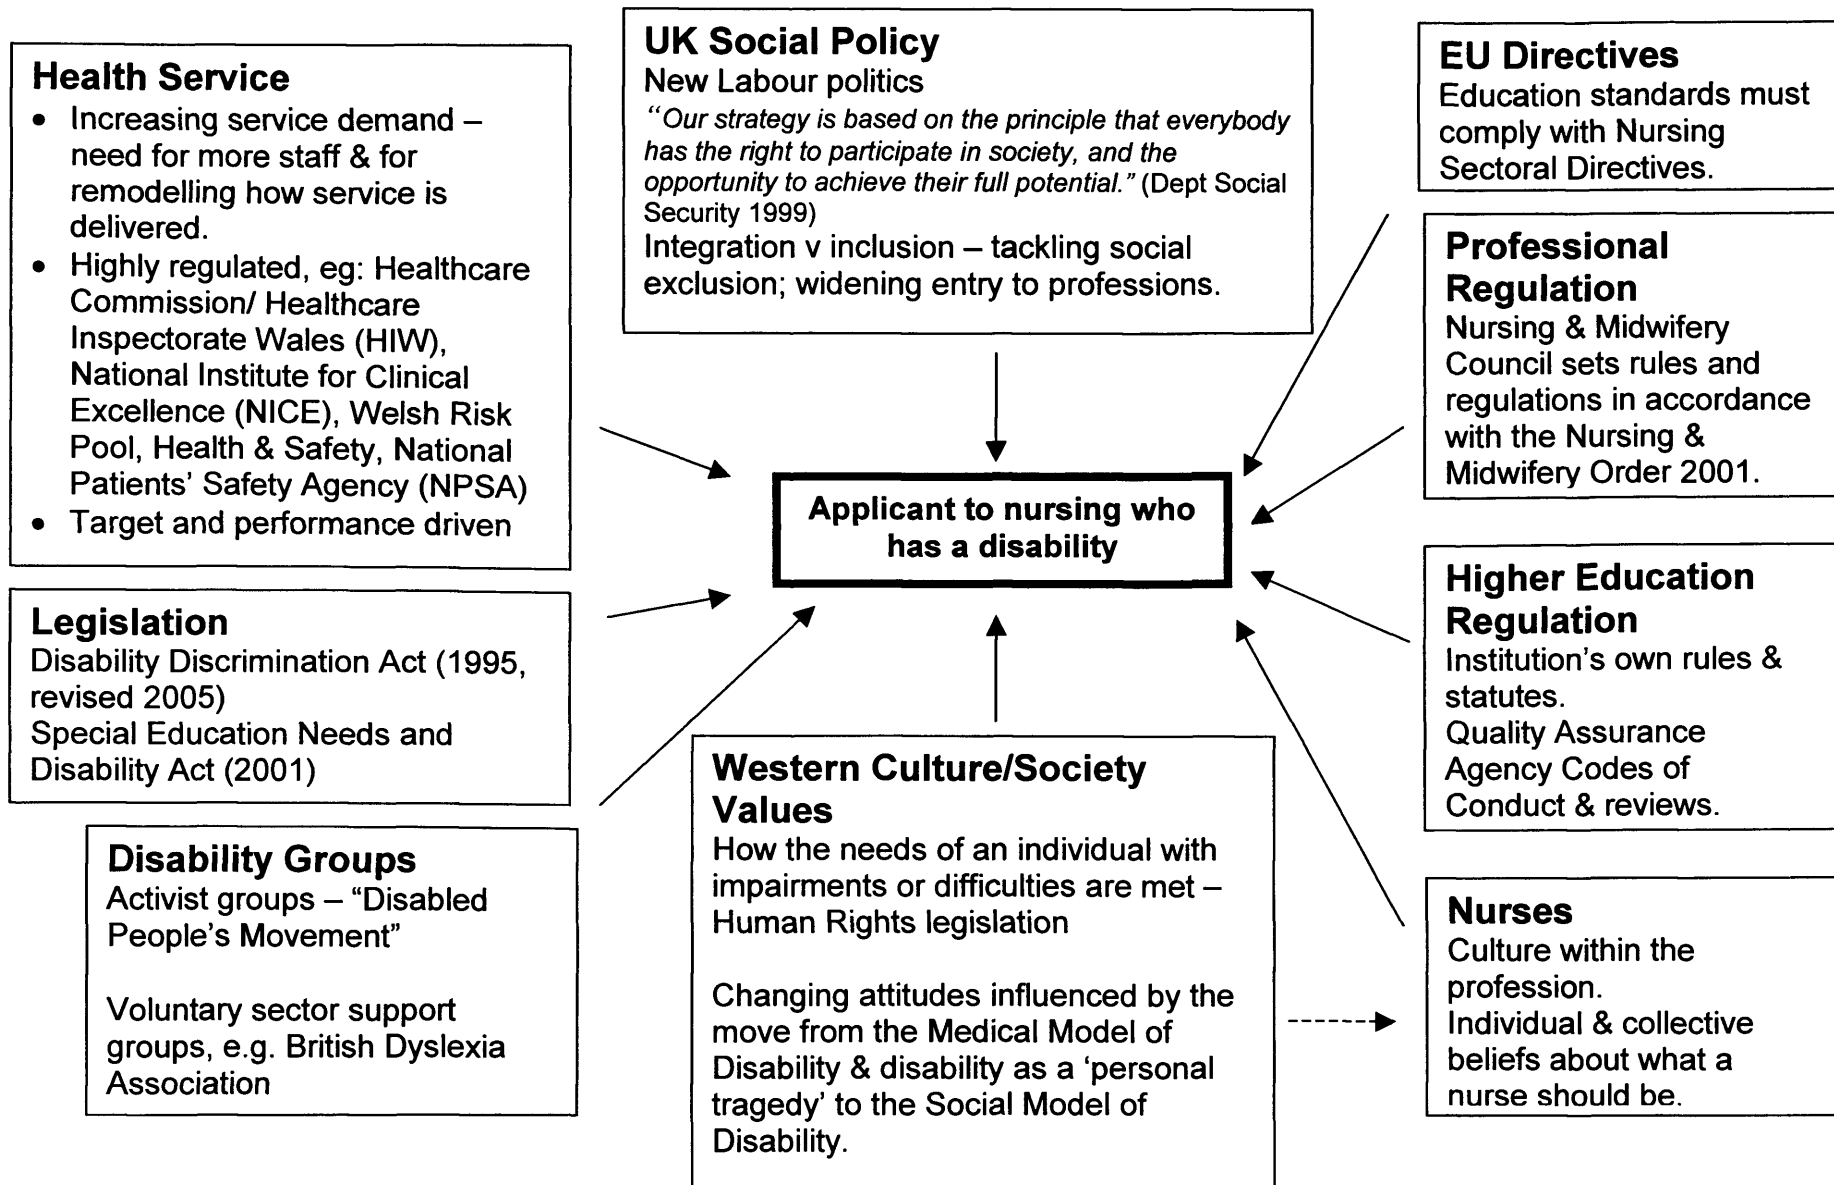 Health Service
• Increasing service demand –
need for more staff & for
remodelling how service is
delivered.
• Highly regulated, eg: Healthcare
Commission/ Healthcare
Inspectorate Wales (HIW),
National Institute for Clinical
Excellence (NICE), Welsh Risk
Pool, Health & Safety, National
Patients’ Safety Agency (NPSA)
• Target and performance driven
UK Social Policy
New Labour politics
“Our strategy is based on the principle that everybody
has the right to participate in society, and the
opportunity to achieve their full potential.” (Dept Social
Security 1999)
Integration v inclusion – tackling social
exclusion; widening entry to professions.
EU Directives
Education standards must
comply with Nursing
Sectoral Directives.
Professional
Regulation
Nursing & Midwifery
Council sets rules and
regulations in accordance
with the Nursing &
Midwifery Order 2001.
Applicant to nursing who
has a disability
Legislation
Disability Discrimination Act (1995,
revised 2005)
Special Education Needs and
Disability Act (2001)
Higher Education
Regulation
Institution’s own rules &
statutes.
Quality Assurance
Agency Codes of
Conduct & reviews.
Disability Groups
Activist groups – “Disabled
People’s Movement”
Voluntary sector support
groups, e.g. British Dyslexia
Association
Western Culture/Society
Values
How the needs of an individual with
impairments or difficulties are met –
Human Rights legislation
Changing attitudes influenced by the
move from the Medical Model of
Disability & disability as a ‘personal
tragedy’ to the Social Model of
Disability.
Nurses
Culture within the
profession.
Individual & collective
beliefs about what a
nurse should be.